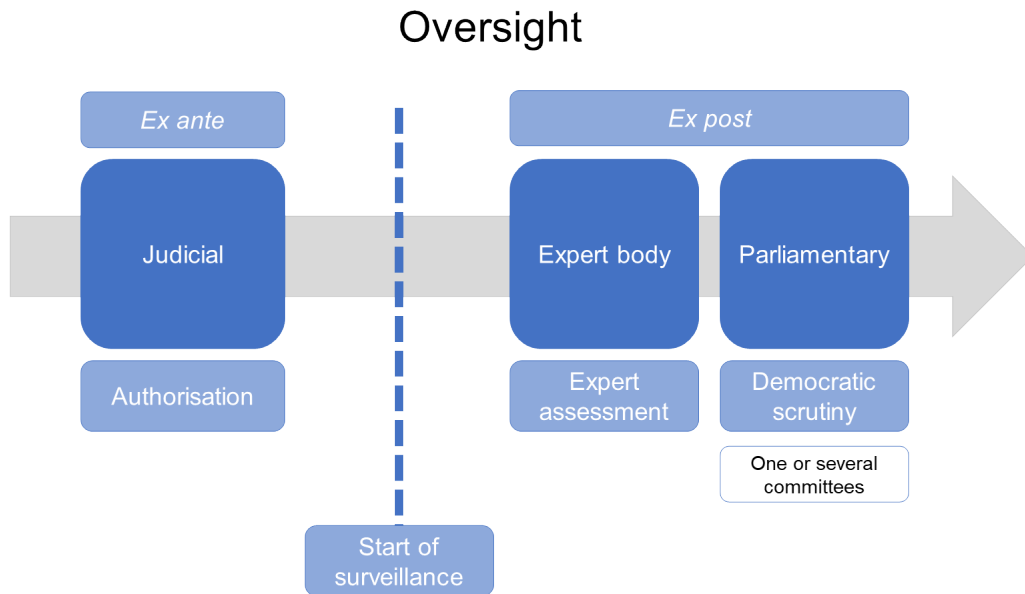 Oversight
Ex ante
Ex post
Judicial
Expert body
Parliamentary
Authorisation
Expert
assessment
Democratic
scrutiny
One or several
committees
Start of
surveillance